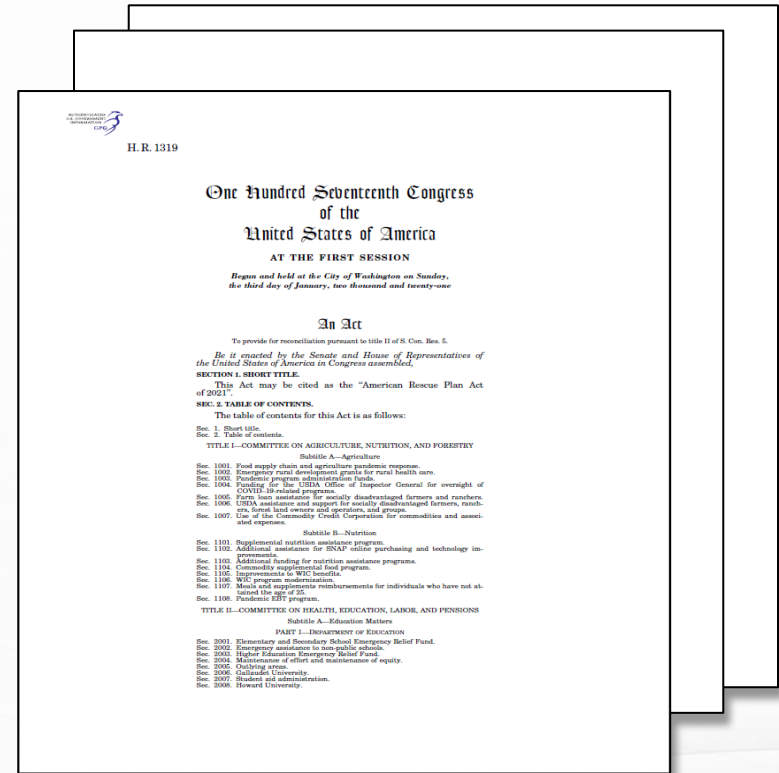 AUTHENTICATED
U.S. GOVERNMENT
INFORMATION
GPO
H. R. 1319
One Hundred Seventeenth Congress
of the
United States of America
AT THE FIRST SESSION
Begun and held at the City of Washington on Sunday,
the third day of January, two thousand and twenty-one
An Act
To provide for reconciliation pursuant to title II of S. Con. Res. 5.
Be it enacted by the Senate and House of Representatives of
the United States of America in Congress assembled,
SECTION 1. SHORT TITLE.
This Act may be cited as the “American Rescue Plan Act
of 2021”.
SEC. 2. TABLE OF CONTENTS.
The table of contents for this Act is as follows:
Sec. 1. Short title.
Sec. 2. Table of contents.
TITLE I—COMMITTEE ON AGRICULTURE, NUTRITION, AND FORESTRY
Subtitle A—Agriculture
Sec. 1001. Food supply chain and agriculture pandemic response.
Sec. 1002. Emergency rural development grants for rural health care.
Sec. 1003. Pandemic program administration funds.
Sec. 1004. Funding for the USDA Office of Inspector General for oversight of
COVID–19-related programs.
Sec. 1005. Farm loan assistance for socially disadvantaged farmers and ranchers.
Sec. 1006. USDA assistance and support for socially disadvantaged farmers, ranch-
ers, forest land owners and operators, and groups.
Sec. 1007. Use of the Commodity Credit Corporation for commodities and associ-
ated expenses.
Subtitle B—Nutrition
Sec. 1101. Supplemental nutrition assistance program.
Sec. 1102. Additional assistance for SNAP online purchasing and technology im-
provements.
Sec. 1103. Additional funding for nutrition assistance programs.
Sec. 1104. Commodity supplemental food program.
Sec. 1105. Improvements to WIC benefits.
Sec. 1106. WIC program modernization.
Sec. 1107. Meals and supplements reimbursements for individuals who have not at-
tained the age of 25.
Sec. 1108. Pandemic EBT program.
TITLE II—COMMITTEE ON HEALTH, EDUCATION, LABOR, AND PENSIONS
Subtitle A—Education Matters
PART 1—DEPARTMENT OF EDUCATION
Sec. 2001. Elementary and Secondary School Emergency Relief Fund.
Sec. 2002. Emergency assistance to non-public schools.
Sec. 2003. Higher Education Emergency Relief Fund.
Sec. 2004. Maintenance of effort and maintenance of equity.
Sec. 2005. Outlying areas.
Sec. 2006. Gallaudet University.
Sec. 2007. Student aid administration.
Sec. 2008. Howard University.